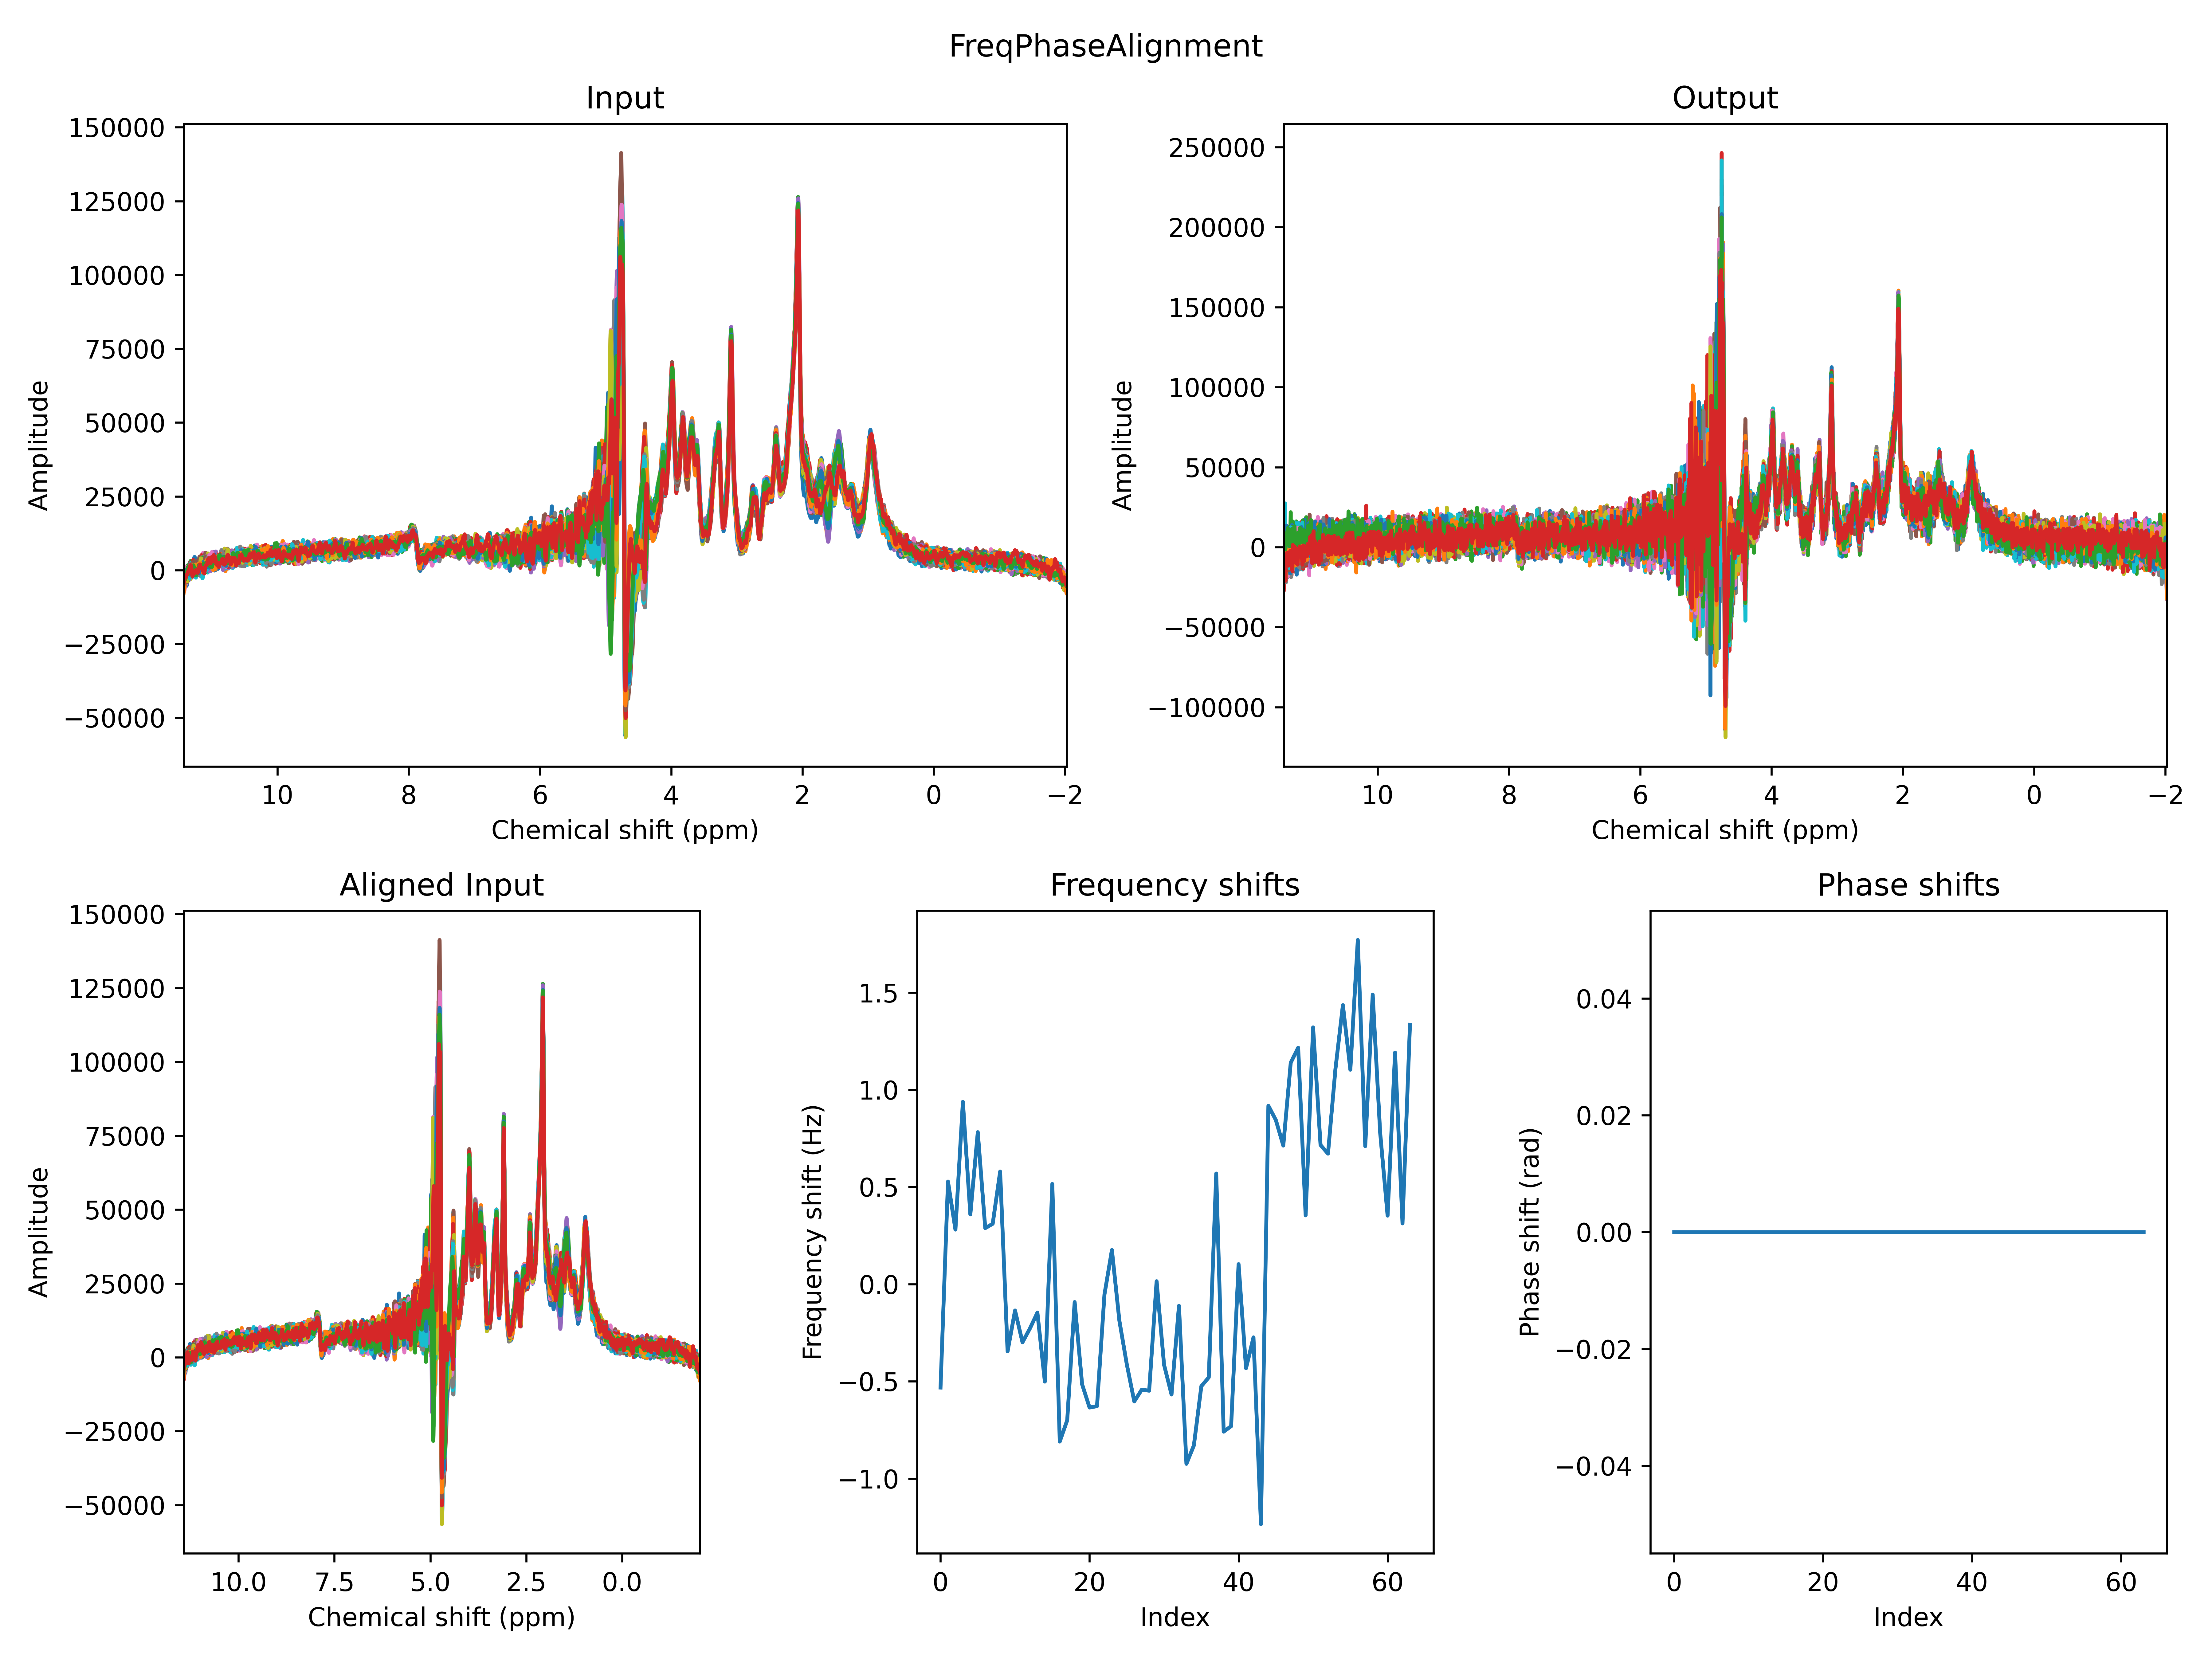 FreqPhaseAlignment
Input
150000
125000
100000
75000
50000
25000
0
−25000
−50000
Amplitude
10 8 6 4 2 0 −2
Chemical shift (ppm)
Output
250000
200000
150000
100000
50000
0
−50000
−100000
Amplitude
10 8 6 4 2 0 −2
Chemical shift (ppm)
Aligned Input
150000
125000
100000
75000
50000
25000
0
−25000
−50000
Amplitude
10.0 7.5 5.0 2.5 0.0
Chemical shift (ppm)
Frequency shifts
1.5
1.0
0.5
0.0
−0.5
−1.0
Frequency shift (Hz)
0 20 40 60
Index
Phase shifts
0.04
0.02
0.00
−0.02
−0.04
Phase shift (rad)
0 20 40 60
Index